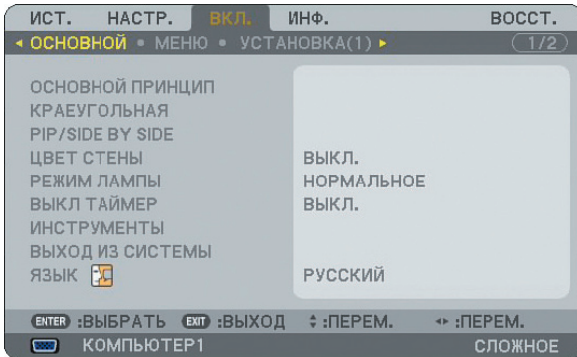 ИСТ. НАСТР. ВКЛ. ИНФ. ВОССТ.
ОСНОВНОЙ • МЕНЮ • УСТАНОВКА(1) 1/2
ОСНОВНОЙ ПРИНЦИП
КРАЕУГОЛЬНАЯ
PIP/SIDE BY SIDE
ЦВЕТ СТЕНЫ ВЫКЛ.
РЕЖИМ ЛАМПЫ НОРМАЛЬНОЕ
ВЫКЛ ТАЙМЕР ВЫКЛ.
ИНСТРУМЕНТЫ
ВЫХОД ИЗ СИСТЕМЫ
ЯЗЫК РУССКИЙ
ENTER :ВЫБРАТЬ EXIT :ВЫХОД :ПЕРЕМ. :ПЕРЕМ.
КОМПЬЮТЕР1 СЛОЖНОЕ